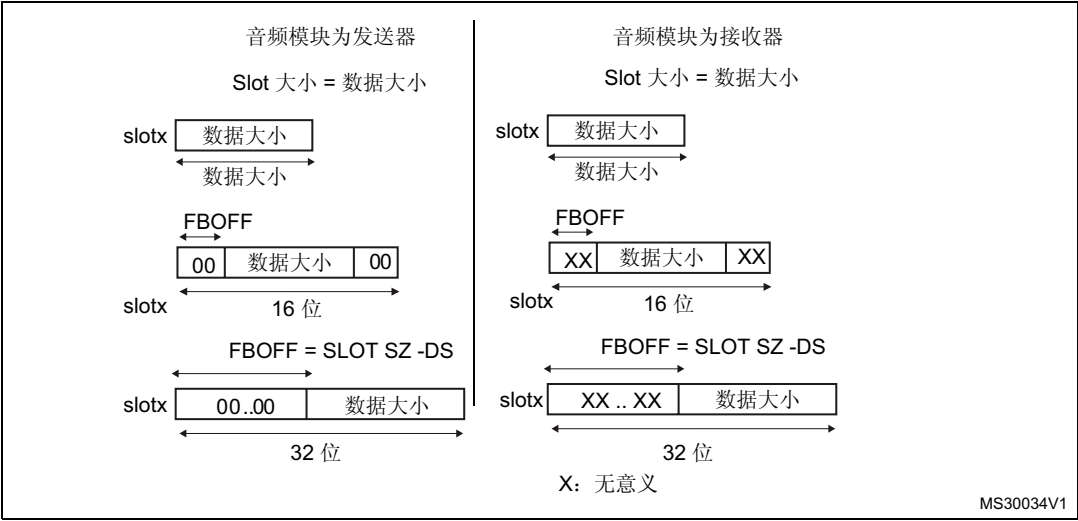 音频模块为发送器
Slot 大小 = 数据大小
slotx 数据大小
数据大小
FBOFF
00 数据大小 00
slotx 16 位
FBOFF = SLOT SZ -DS
slotx 00..00 数据大小
32 位
音频模块为接收器
Slot 大小 = 数据大小
slotx 数据大小
数据大小
FBOFF
XX 数据大小 XX
slotx 16 位
FBOFF = SLOT SZ -DS
slotx XX .. XX 数据大小
32 位
X：无意义
MS30034V1